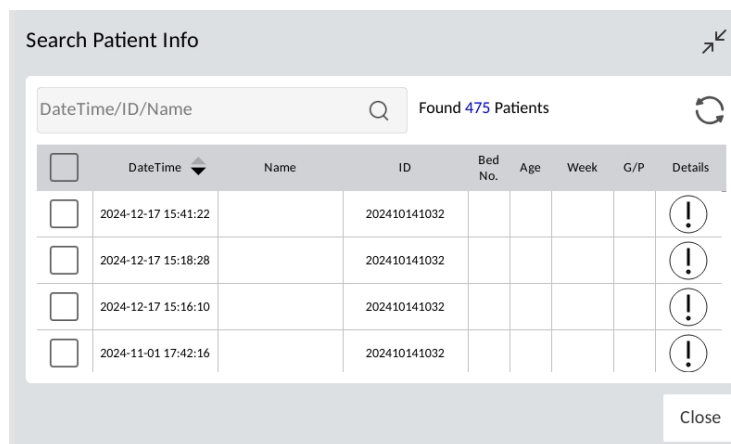 Search Patient Info
DateTime/ID/Name
Found 475 Patients
DateTime Name ID Bed No. Age Week G/P Details
2024-12-17 15:41:22 202410141032
2024-12-17 15:18:28 202410141032
2024-12-17 15:16:10 202410141032
2024-11-01 17:42:16 202410141032
Close